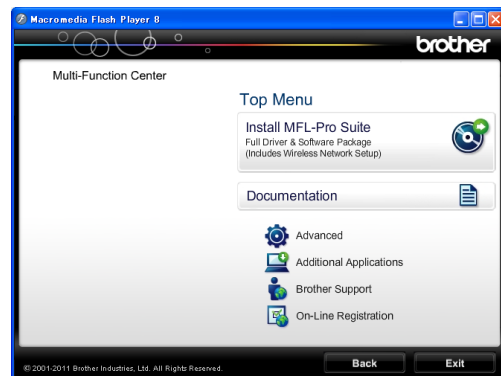 Macromedia Flash Player 8
brother
Multi-Function Center
Top Menu
Install MFL-Pro Suite
Full Driver & Software Package
(Includes Wireless Network Setup)
Documentation
Advanced
Additional Applications
Brother Support
On-Line Registration
© 2001-2011 Brother Industries, Ltd. All Rights Reserved.
Back
Exit